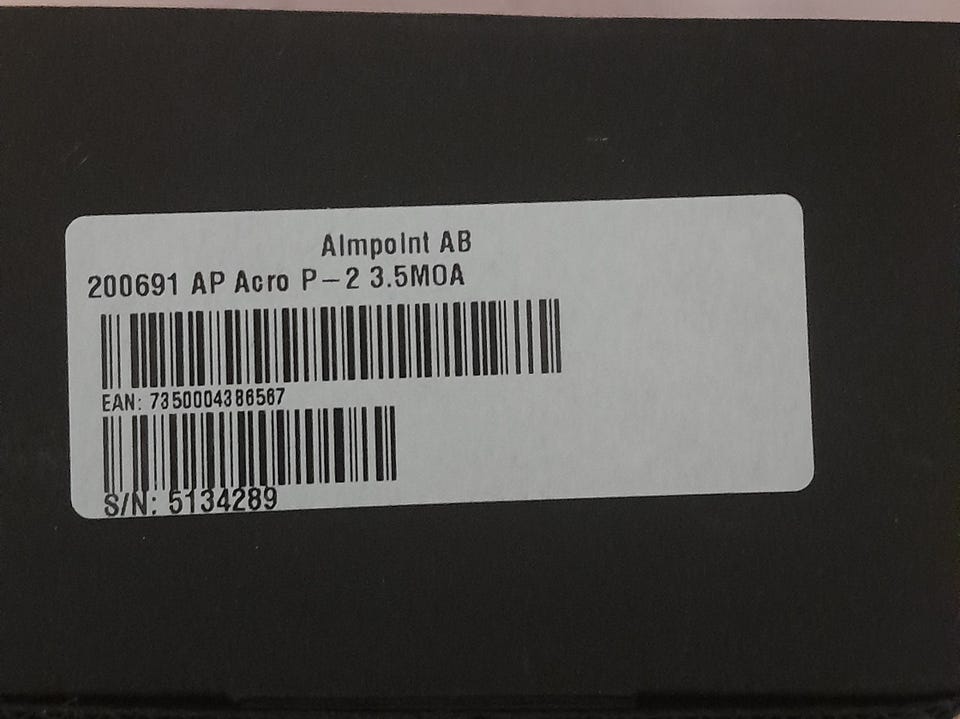 Aimpoint AB
200691 AP Acro P-2 3.5MOA
EAN: 7350004386567
S/N: 5134289